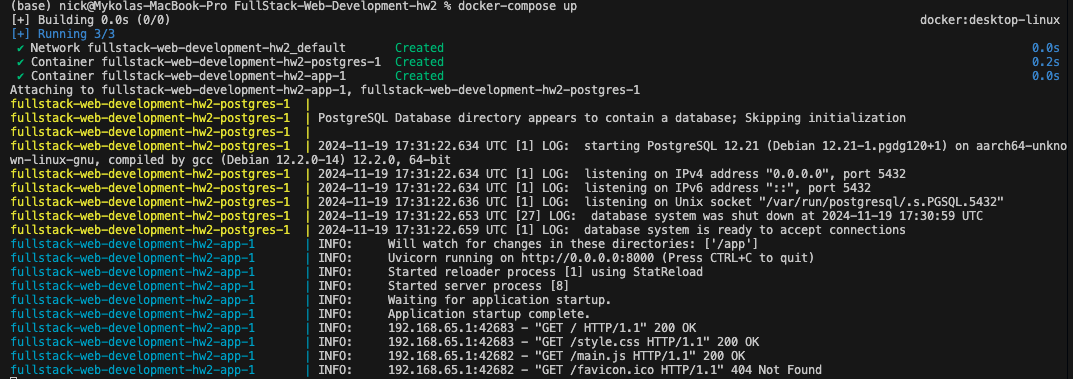 (base) nick@Mykolas-MacBook-Pro FullStack-Web-Development-hw2 % docker-compose up
[+] Building 0.0s (0/0) docker:desktop-linux
[+] Running 3/3
✔ Network fullstack-web-development-hw2_default Created 0.0s
✔ Container fullstack-web-development-hw2-postgres-1 Created 0.2s
✔ Container fullstack-web-development-hw2-app-1 Created 0.0s
Attaching to fullstack-web-development-hw2-app-1, fullstack-web-development-hw2-postgres-1
fullstack-web-development-hw2-postgres-1 |
fullstack-web-development-hw2-postgres-1 | PostgreSQL Database directory appears to contain a database; Skipping initialization
fullstack-web-development-hw2-postgres-1 |
fullstack-web-development-hw2-postgres-1 | 2024-11-19 17:31:22.634 UTC [1] LOG:  starting PostgreSQL 12.21 (Debian 12.21-1.pgdg120+1) on aarch64-unkno
wn-linux-gnu, compiled by gcc (Debian 12.2.0-14) 12.2.0, 64-bit
fullstack-web-development-hw2-postgres-1 | 2024-11-19 17:31:22.634 UTC [1] LOG:  listening on IPv4 address "0.0.0.0", port 5432
fullstack-web-development-hw2-postgres-1 | 2024-11-19 17:31:22.634 UTC [1] LOG:  listening on IPv6 address "::", port 5432
fullstack-web-development-hw2-postgres-1 | 2024-11-19 17:31:22.636 UTC [1] LOG:  listening on Unix socket "/var/run/postgresql/.s.PGSQL.5432"
fullstack-web-development-hw2-postgres-1 | 2024-11-19 17:31:22.653 UTC [27] LOG:  database system was shut down at 2024-11-19 17:30:59 UTC
fullstack-web-development-hw2-postgres-1 | 2024-11-19 17:31:22.659 UTC [1] LOG:  database system is ready to accept connections
fullstack-web-development-hw2-app-1 | INFO: Will watch for changes in these directories: ['/app']
fullstack-web-development-hw2-app-1 | INFO: Uvicorn running on http://0.0.0.0:8000 (Press CTRL+C to quit)
fullstack-web-development-hw2-app-1 | INFO: Started reloader process [1] using StatReload
fullstack-web-development-hw2-app-1 | INFO: Started server process [8]
fullstack-web-development-hw2-app-1 | INFO: Waiting for application startup.
fullstack-web-development-hw2-app-1 | INFO: Application startup complete.
fullstack-web-development-hw2-app-1 | INFO: 192.168.65.1:42683 - "GET / HTTP/1.1" 200 OK
fullstack-web-development-hw2-app-1 | INFO: 192.168.65.1:42683 - "GET /style.css HTTP/1.1" 200 OK
fullstack-web-development-hw2-app-1 | INFO: 192.168.65.1:42682 - "GET /main.js HTTP/1.1" 200 OK
fullstack-web-development-hw2-app-1 | INFO: 192.168.65.1:42682 - "GET /favicon.ico HTTP/1.1" 404 Not Found